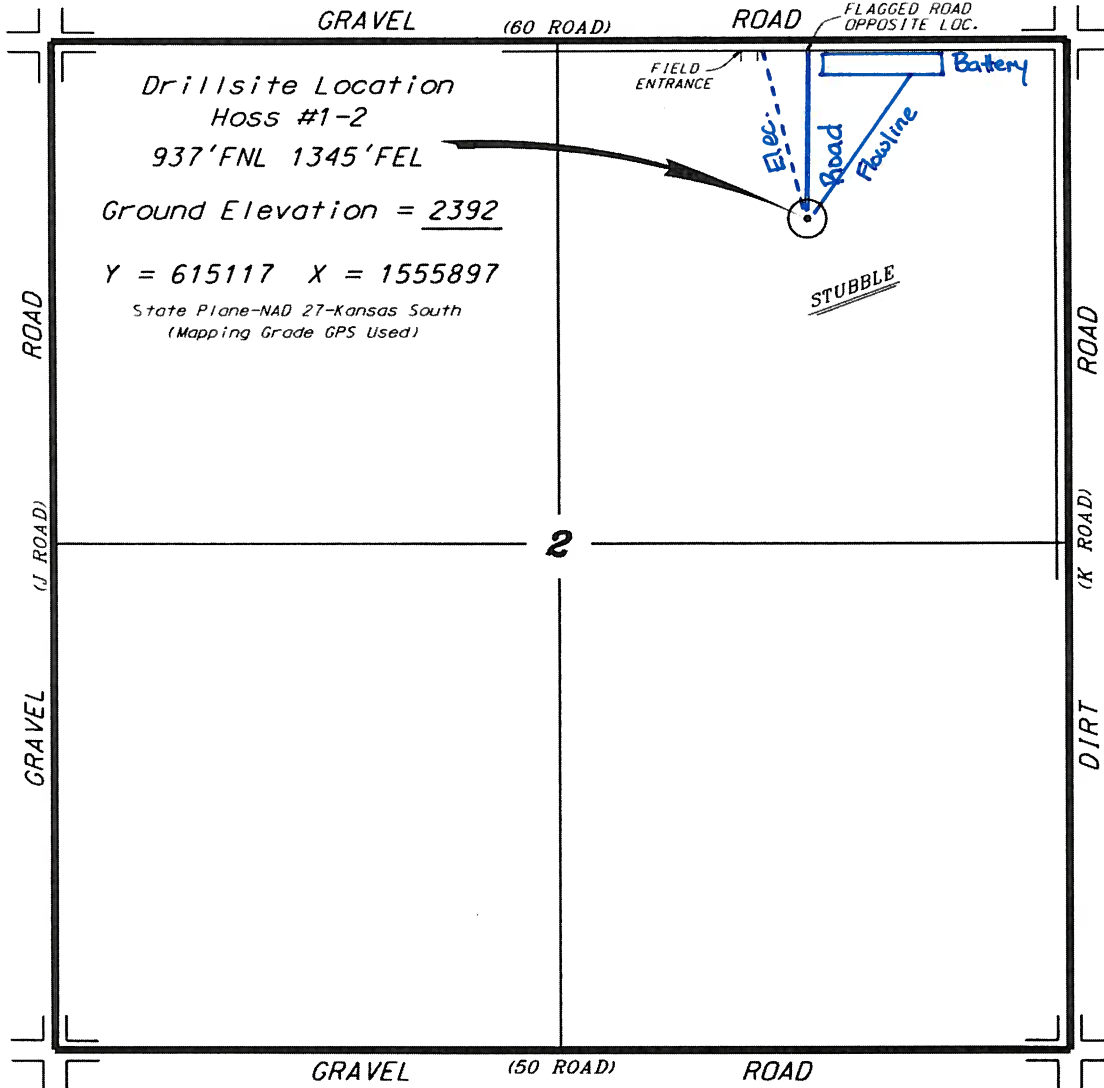 GRAVEL (60 ROAD) ROAD
FLAGGED ROAD
OPPOSITE LOC.
FIELD
ENTRANCE
Battery
Drillsite Location
Hoss #1-2
937'FNL 1345'FEL
Ground Elevation = 2392
Y = 615117 X = 1555897
State Plane-NAD 27-Kansas South
(Mapping Grade GPS Used)
Elec.
Road
Flowline
STUBBLE
ROAD
(J ROAD)
GRAVEL
2
ROAD
(K ROAD)
DIRT
GRAVEL (50 ROAD) ROAD